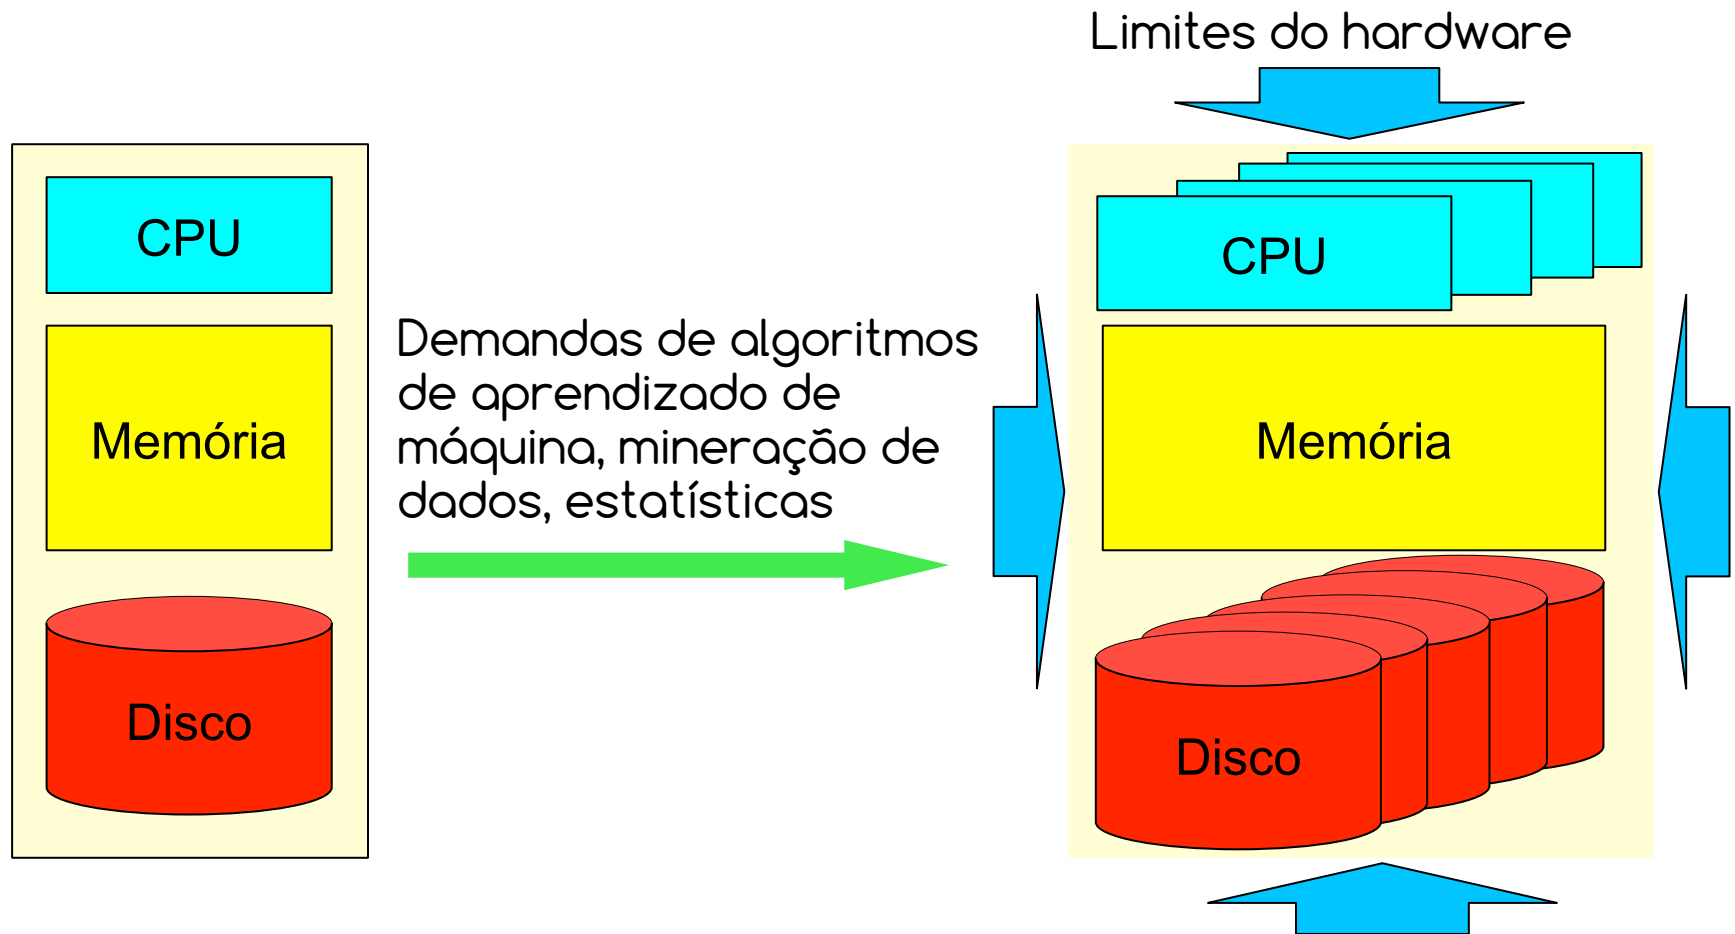 Limites do hardware
CPU
Memória
Disco
Demandas de algoritmos
de aprendizado de
máquina, mineração de
dados, estatísticas
CPU
Memória
Disco